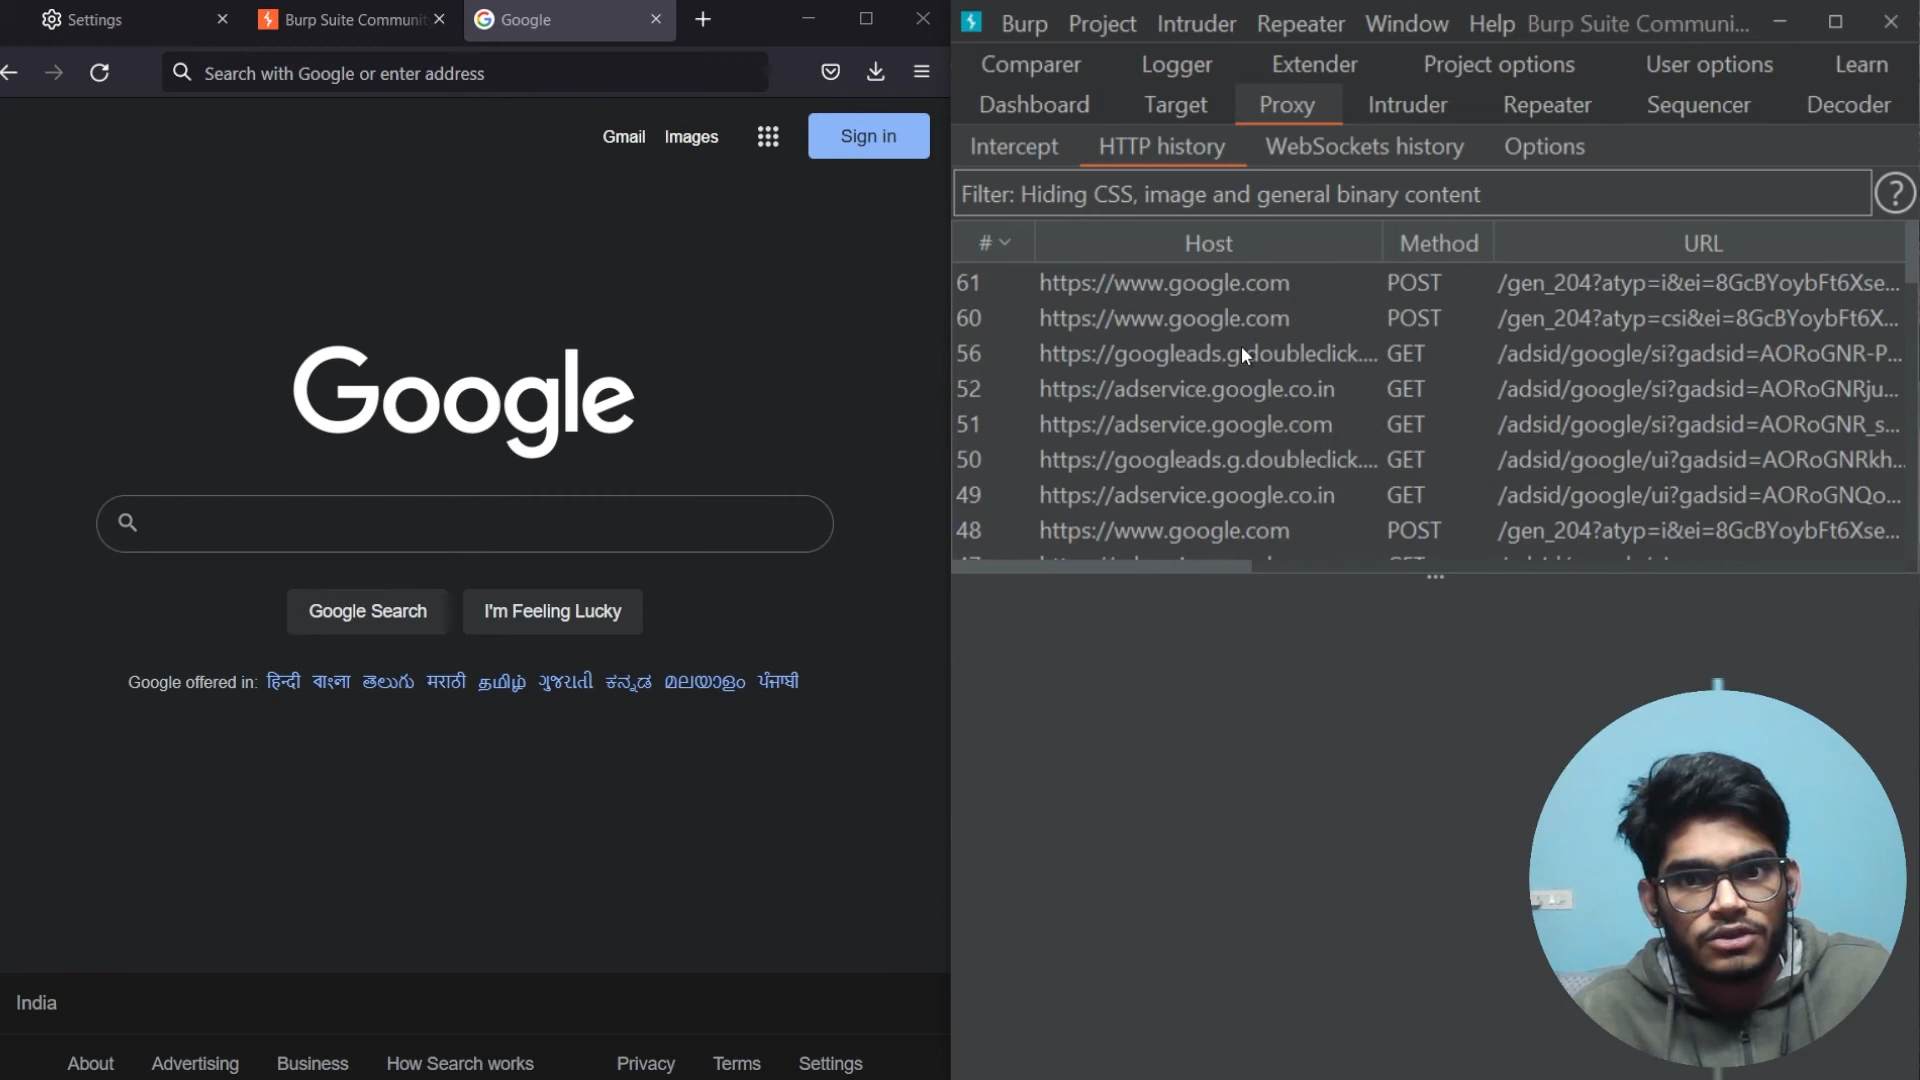 Settings
Burp Suite Communit
Google
Search with Google or enter address
Gmail Images Sign in
Google
Google Search I'm Feeling Lucky
Google offered in: हिन्दी বাংলা తెలుగు मराठी தமிழ் ગુજરાતી ಕನ್ನಡ മലയാളം ਪੰਜਾਬੀ
India
About Advertising Business How Search works Privacy Terms Settings
Burp Project Intruder Repeater Window Help Burp Suite Communi...
Comparer Logger Extender Project options User options Learn
Dashboard Target Proxy Intruder Repeater Sequencer Decoder
Intercept HTTP history WebSockets history Options
Filter: Hiding CSS, image and general binary content ?
# Host Method URL
61 https://www.google.com POST /gen_204?atyp=i&ei=8GcBYoybFt6Xse...
60 https://www.google.com POST /gen_204?atyp=csi&ei=8GcBYoybFt6X...
56 https://googleads.g.doubleclick.... GET /adsid/google/si?gadsid=AORoGNR-P...
52 https://adservice.google.co.in GET /adsid/google/si?gadsid=AORoGNRju...
51 https://adservice.google.com GET /adsid/google/si?gadsid=AORoGNR_s...
50 https://googleads.g.doubleclick.... GET /adsid/google/ui?gadsid=AORoGNRkh...
49 https://adservice.google.co.in GET /adsid/google/ui?gadsid=AORoGNQo...
48 https://www.google.com POST /gen_204?atyp=i&ei=8GcBYoybFt6Xse...